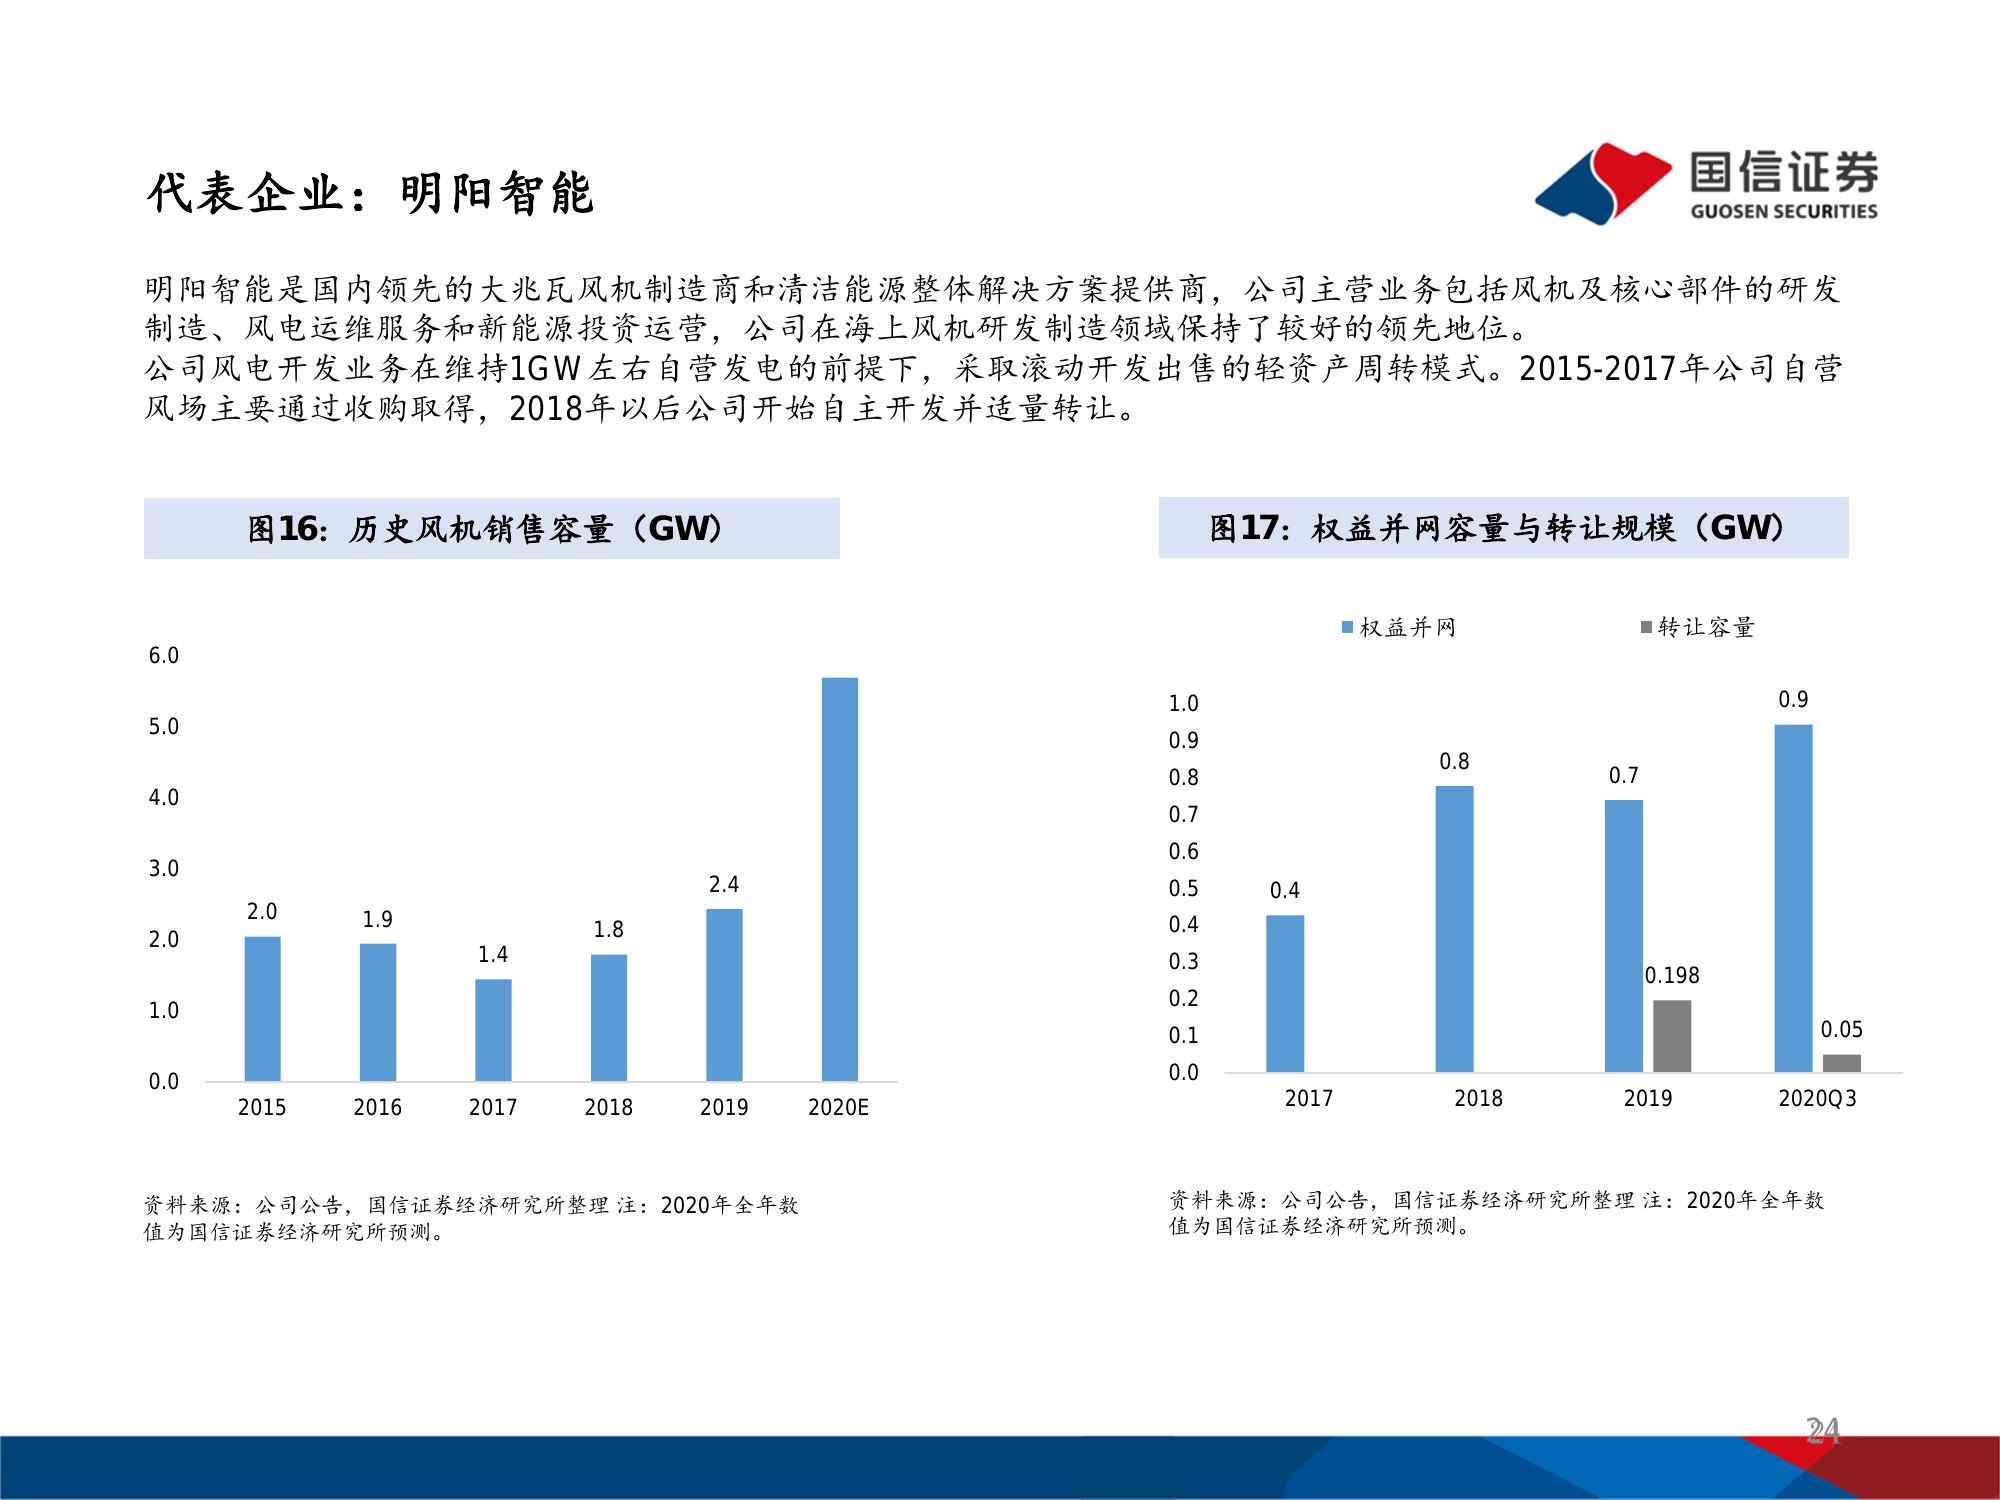 代表企业：明阳智能
国信证券
GUOSEN SECURITIES
明阳智能是国内领先的大兆瓦风机制造商和清洁能源整体解决方案提供商，公司主营业务包括风机及核心部件的研发
制造、风电运维服务和新能源投资运营，公司在海上风机研发制造领域保持了较好的领先地位。
公司风电开发业务在维持1GW左右自营发电的前提下，采取滚动开发出售的轻资产周转模式。2015-2017年公司自营
风场主要通过收购取得，2018年以后公司开始自主开发并适量转让。
图16：历史风机销售容量（GW）
6.0
5.0
4.0
3.0
2.0
1.0
0.0
2.0
1.9
1.4
1.8
2.4
2015 2016 2017 2018 2019 2020E
资料来源：公司公告，国信证券经济研究所整理 注：2020年全年数
值为国信证券经济研究所预测。
图17：权益并网容量与转让规模（GW）
权益并网 转让容量
1.0
0.9
0.8
0.7
0.6
0.5
0.4
0.3
0.2
0.1
0.0
0.4
0.8
0.7
0.198
0.9
0.05
2017 2018 2019 2020Q3
资料来源：公司公告，国信证券经济研究所整理 注：2020年全年数
值为国信证券经济研究所预测。
24